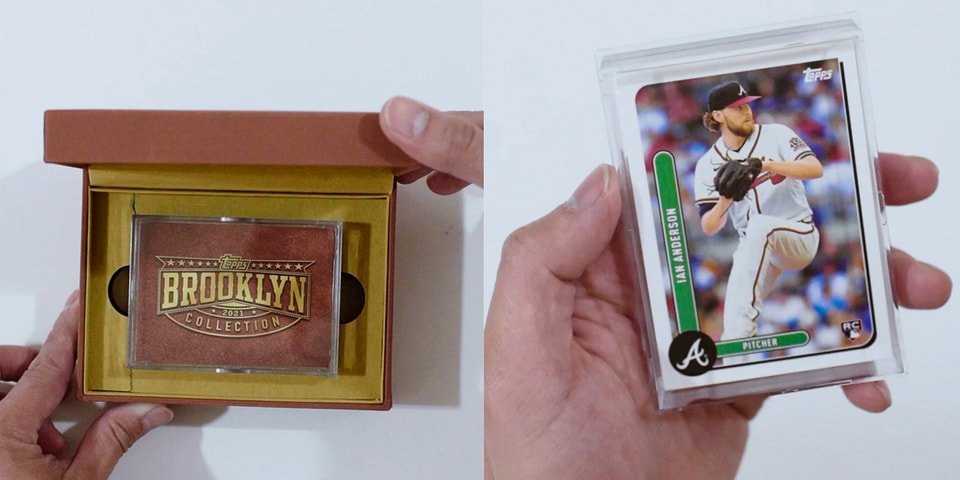 Topps
BROOKLYN
2021
COLLECTION
Topps
IAN ANDERSON
A
PITCHER
RC